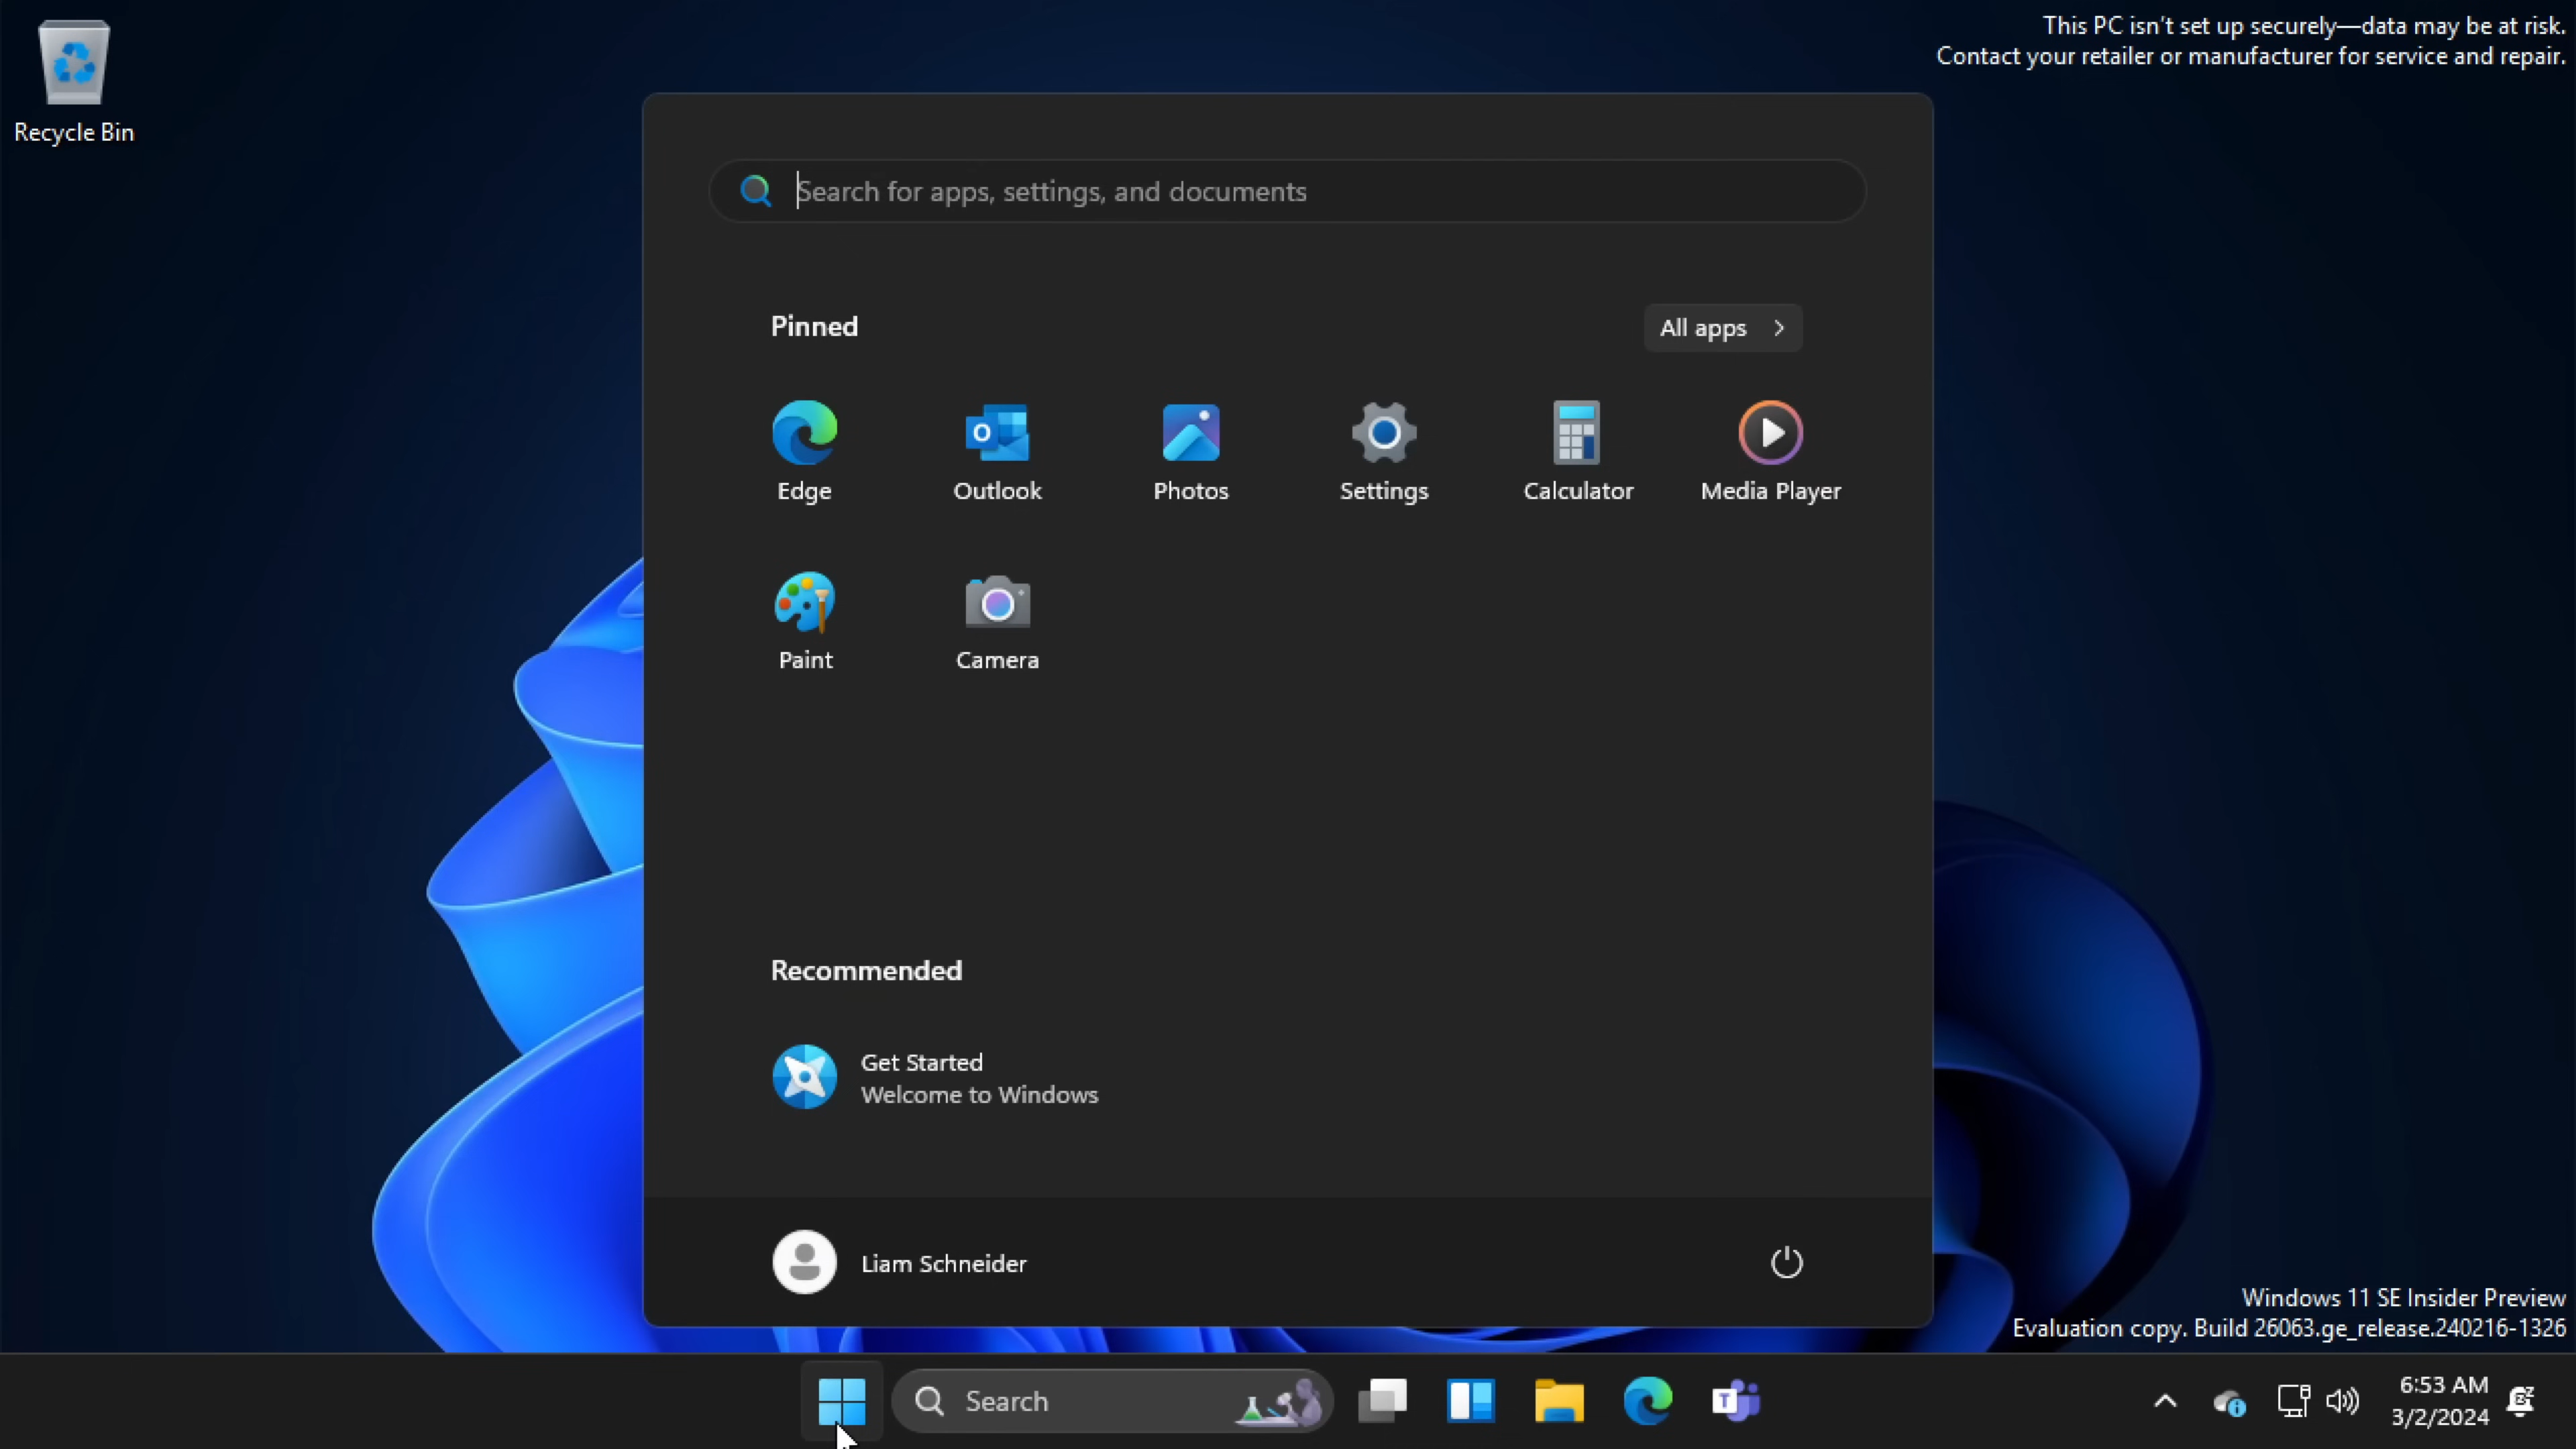 Recycle Bin
This PC isn't set up securely—data may be at risk.
Contact your retailer or manufacturer for service and repair.
Search for apps, settings, and documents
Pinned
All apps
Edge
Outlook
Photos
Settings
Calculator
Media Player
Paint
Camera
Recommended
Get Started
Welcome to Windows
Liam Schneider
Windows 11 SE Insider Preview
Evaluation copy. Build 26063.ge_release.240216-1326
Search
6:53 AM
3/2/2024